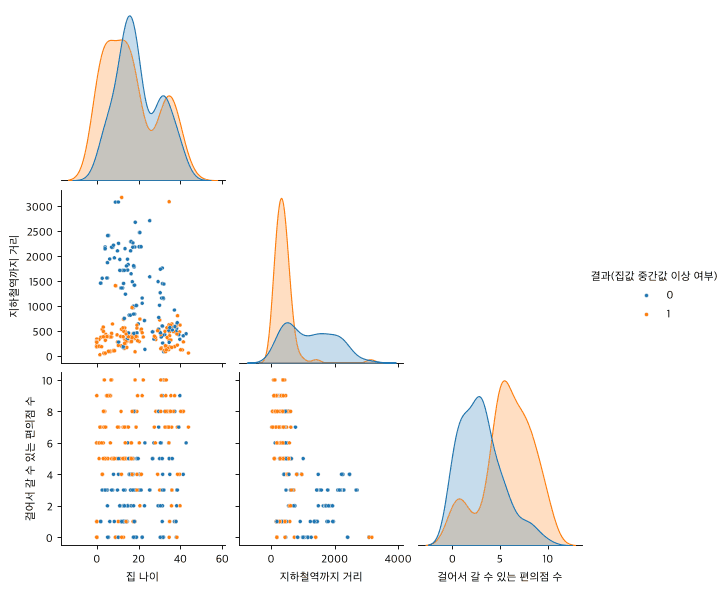 지하철역까지 거리
3000
2500
2000
1500
1000
500
0
결과(집값 중간값 이상 여부)
0
1
걸어서 갈 수 있는 편의점 수
10
8
6
4
2
0
0 20 40 60
집 나이
0 2000 4000
지하철역까지 거리
0 5 10
걸어서 갈 수 있는 편의점 수